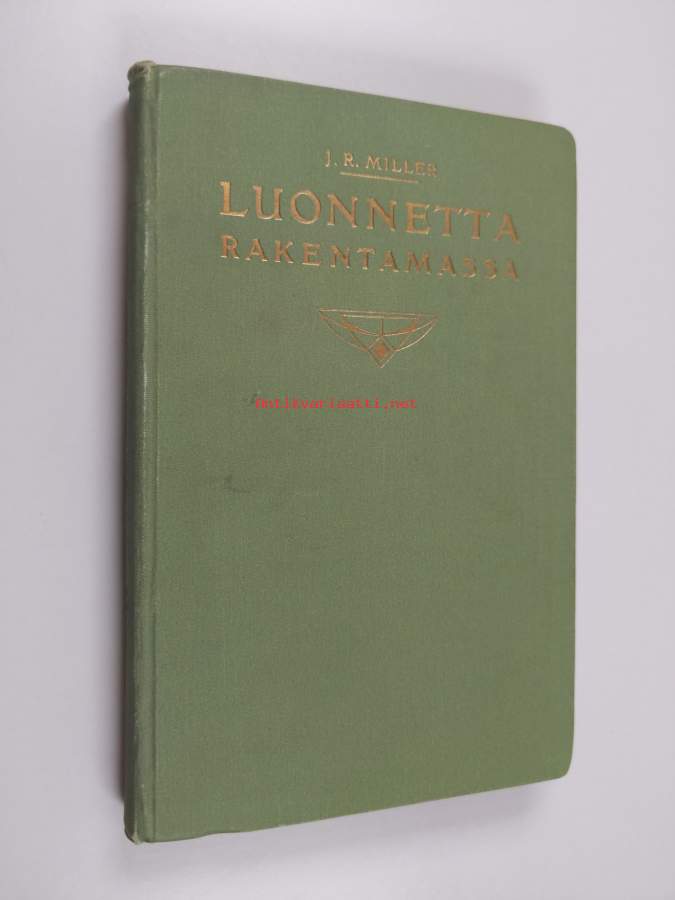 J. R. MILLER
LUONNETTA
RAKENTAMASSA
antikvariaatti.net